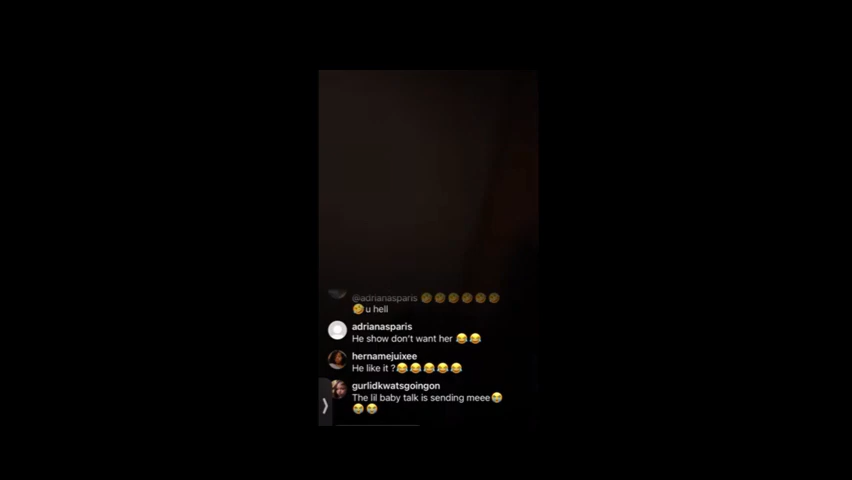 @adrianasparis 🤣🤣🤣🤣🤣🤣
🤣u hell
adrianasparis
He show don't want her 😂😂
hernamejuixee
He like it ?😂😂😂😂😂
gurlidkwatsgoingon
The lil baby talk is sending meee😭
😭😭